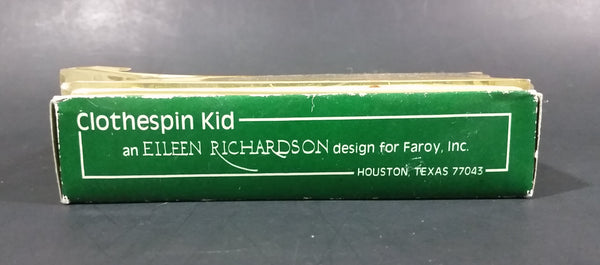 Clothespin Kid
an EILEEN RICHARDSON design for Faroy, Inc.
HOUSTON, TEXAS 77043